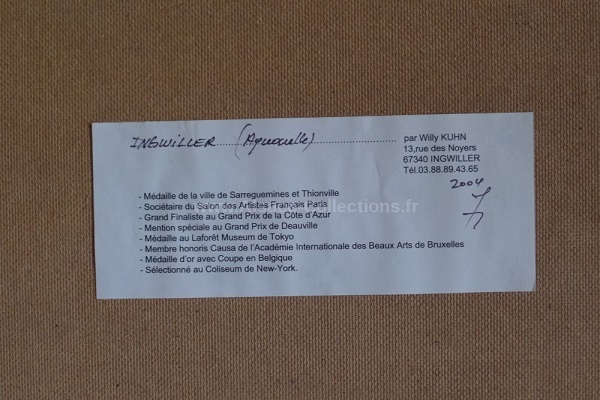 INGWILLER (Aquarelle) par Willy KUHN
13,rue des Noyers
67340 INGWILLER
Tél.03.88.89.43.65
2004
- Médaille de la ville de Sarreguemines et Thionville
- Sociétaire du Salon des Artistes Français Paris
- Grand Finaliste au Grand Prix de la Côte d'Azur
- Mention spéciale au Grand Prix de Deauville
- Médaille au Laforêt Museum de Tokyo
- Membre honoris Causa de l'Académie Internationale des Beaux Arts de Bruxelles
- Médaille d'or avec Coupe en Belgique
- Sélectionné au Coliseum de New-York.